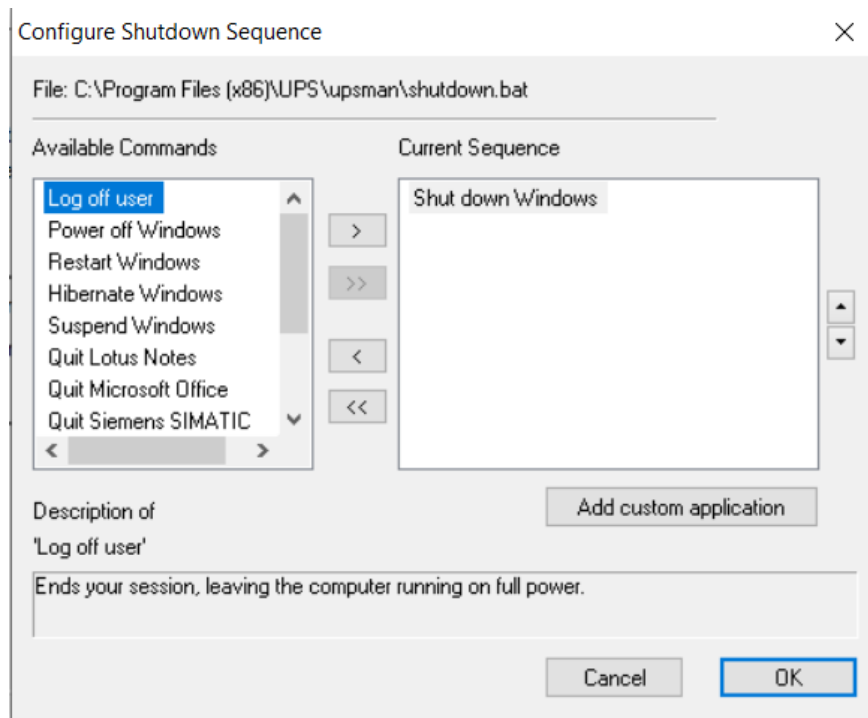 Configure Shutdown Sequence
File: C:\Program Files (x86)\UPS\upsman\shutdown.bat
Available Commands
Current Sequence
Log off user
Power off Windows
Restart Windows
Hibernate Windows
Suspend Windows
Quit Lotus Notes
Quit Microsoft Office
Quit Siemens SIMATIC
>
>>
<
<<
Shut down Windows
Add custom application
Description of
'Log off user'
Ends your session, leaving the computer running on full power.
Cancel
OK